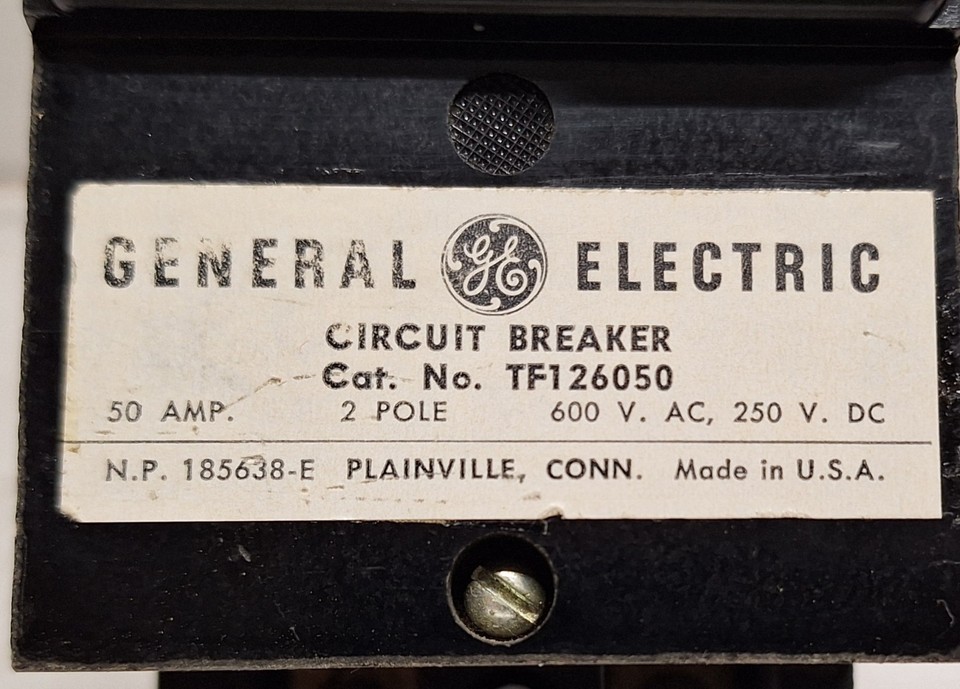 GENERAL GE ELECTRIC
CIRCUIT BREAKER
Cat. No. TF126050
50 AMP. 2 POLE 600 V. AC, 250 V. DC
N.P. 185638-E PLAINVILLE, CONN. Made in U.S.A.